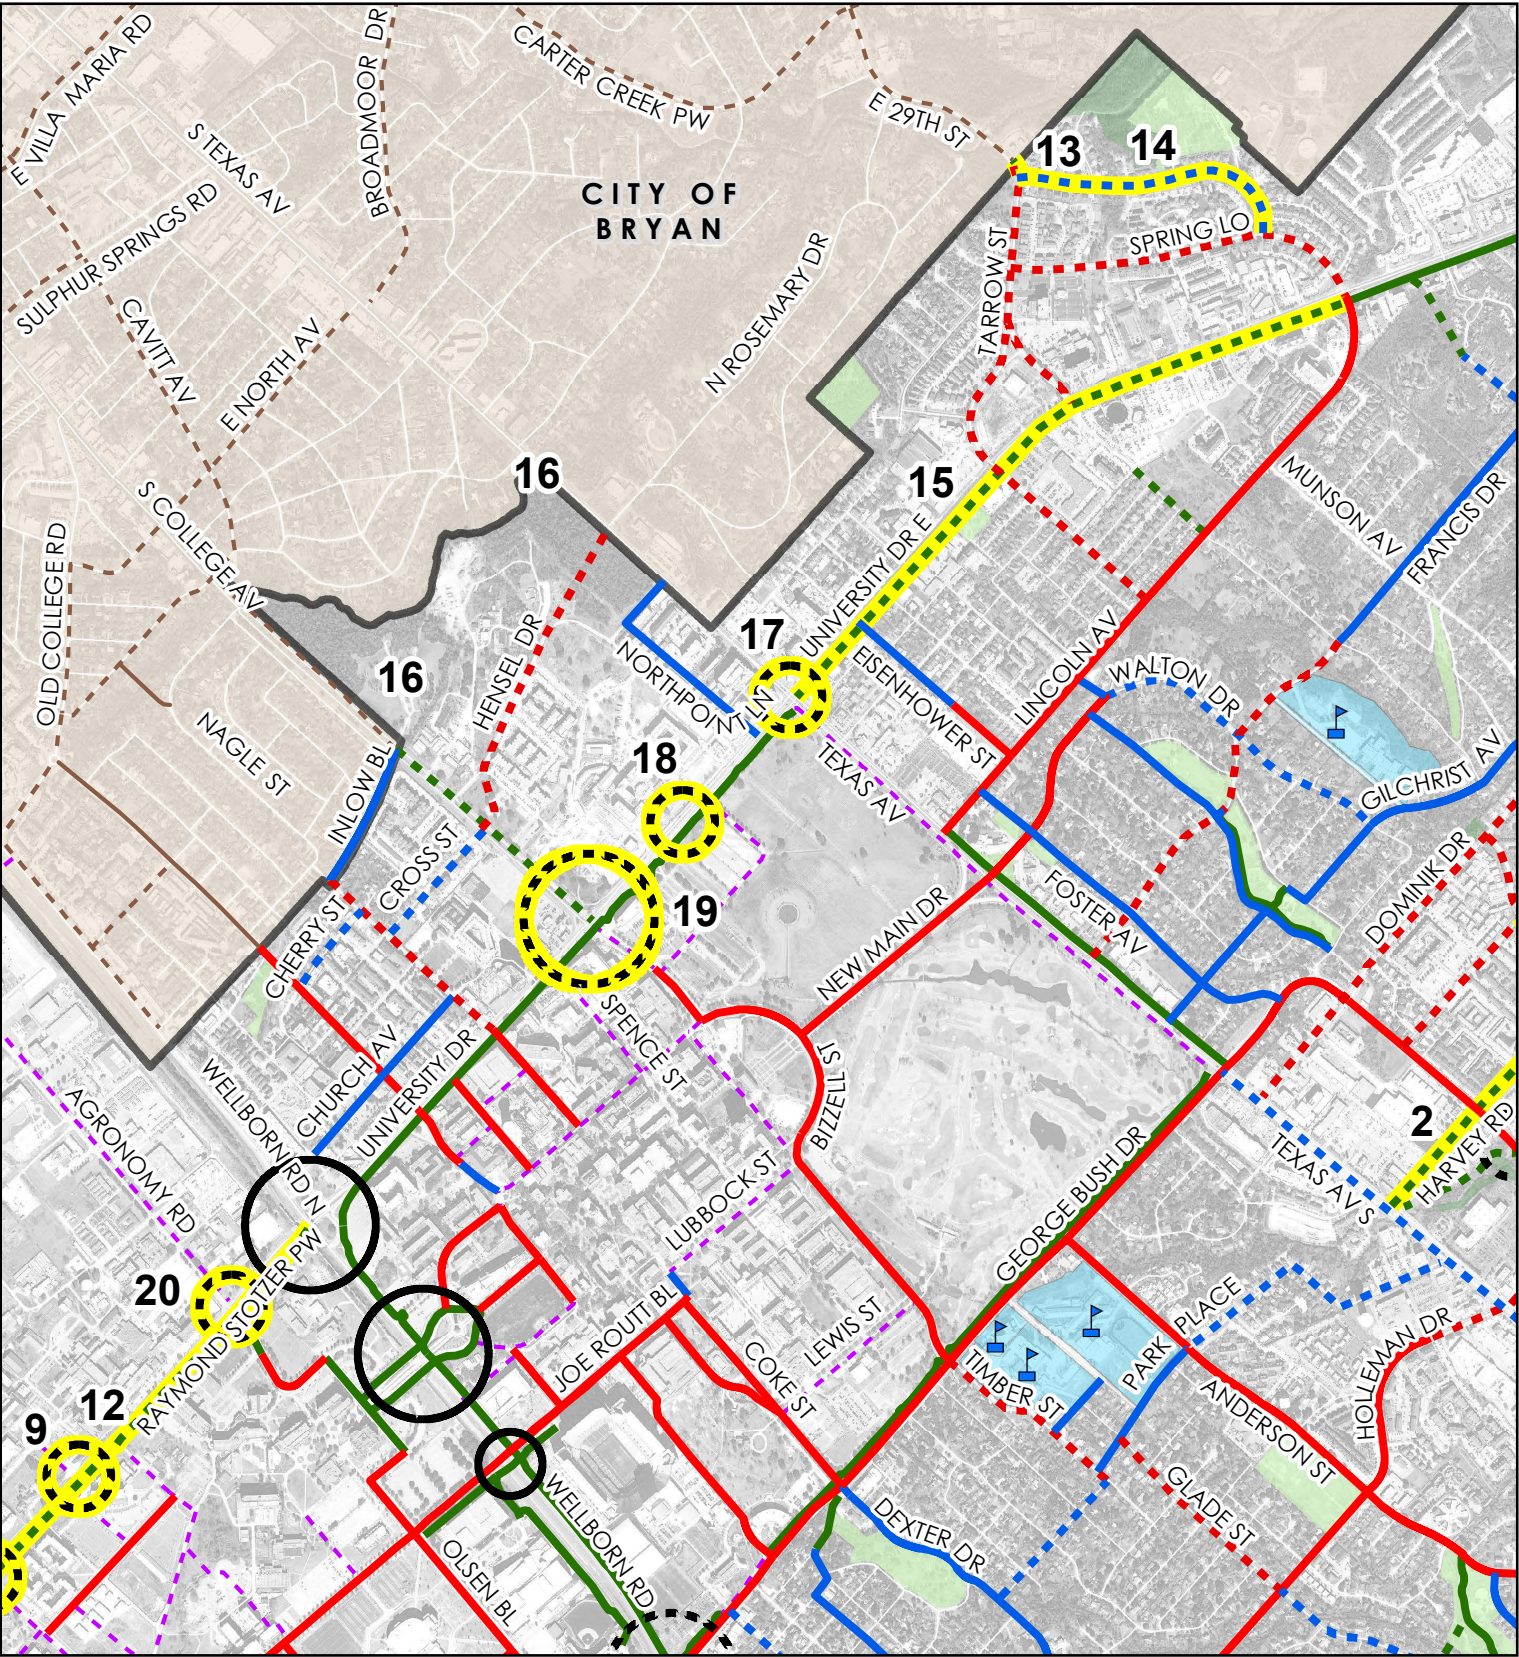 E VILLA MARIA RD
BROADMOOR DR
CARTER CREEK PW
E 29TH ST
S TEXAS AV
SULPHUR SPRINGS RD
CITY OF
BRYAN
13
14
SPRING LO
TARROW ST
N ROSEMARY DR
CAVITT AV
E NORTH AV
16
15
MUNSON AV
FRANCIS DR
S COLLEGE AV
OLD COLLEGE RD
UNIVERSITY DR E
17
16
HENSEL DR
NORTHPOINT LN
EISENHOWER ST
LINCOLN AV
WALTON DR
NAGLE ST
INLOW BL
18
TEXAS AV
GILCHRIST AV
CROSS ST
19
FOSTER AV
DOMINIK DR
CHERRY ST
NEW MAIN DR
SPENCE ST
CHURCH AV
UNIVERSITY DR
WELLBORN RD N
AGRONOMY RD
BIZZELL ST
2
HARVEY RD
TEXAS AV S
GEORGE BUSH DR
LUBBOCK ST
20
RAYMOND STOTZER PW
JOE ROUTT BL
LEWIS ST
COKE ST
PARK PLACE
HOLLEMAN DR
TIMBER ST
ANDERSON ST
12
9
GLADE ST
DEXTER DR
WELLBORN RD
OLSEN BL